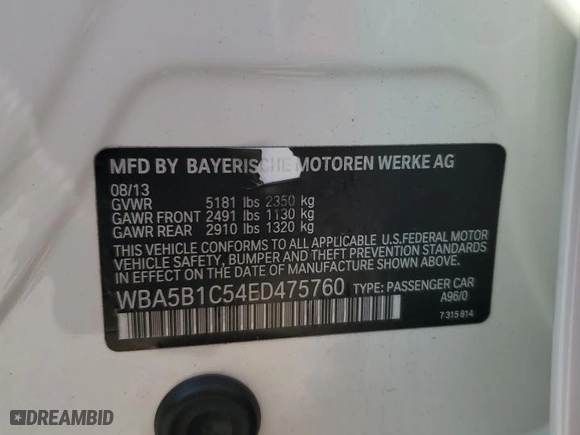 MFD BY BAYERISCHE MOTOREN WERKE AG
08/13
GVWR 5181 lbs 2350 kg
GAWR FRONT 2491 lbs 1130 kg
GAWR REAR 2910 lbs 1320 kg
THIS VEHICLE CONFORMS TO ALL APPLICABLE U.S.FEDERAL MOTOR
VEHICLE SAFETY, BUMPER AND THEFT PREVENTION STANDARDS
IN EFFECT ON THE DATE OF MANUFACTURE SHOWN ABOVE.
WBA5B1C54ED475760 TYPE: PASSENGER CAR
A96/0
7 315 814
DREAMBID